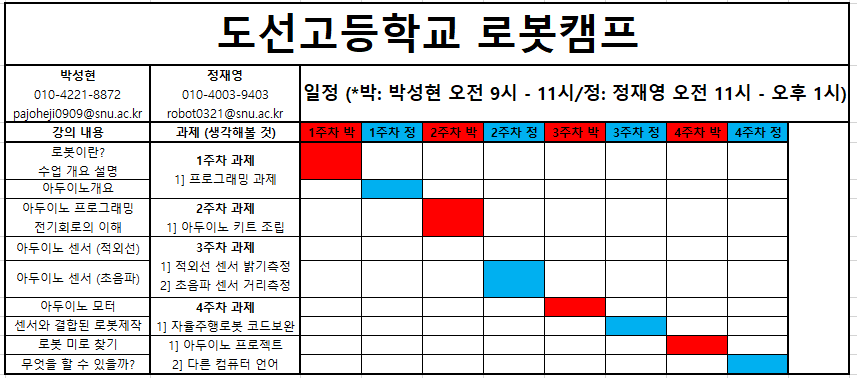 도선고등학교 로봇캠프
박성현
010-4221-8872
pajoheji0909@snu.ac.kr
정재영
010-4003-9403
robot0321@snu.ac.kr
일정 (*박: 박성현 오전 9시 - 11시/정: 정재영 오전 11시 - 오후 1시)
강의 내용 과제 (생각해볼 것) 1주차 박 1주차 정 2주차 박 2주차 정 3주차 박 3주차 정 4주차 박 4주차 정
로봇이란?
수업 개요 설명
아두이노개요
1주차 과제
1] 프로그래밍 과제
아두이노 프로그래밍
전기회로의 이해
2주차 과제
1] 아두이노 키트 조립
아두이노 센서 (적외선)
아두이노 센서 (초음파)
3주차 과제
1] 적외선 센서 밝기측정
2] 초음파 센서 거리측정
아두이노 모터
센서와 결합된 로봇제작
로봇 미로 찾기
무엇을 할 수 있을까?
4주차 과제
1] 자율주행로봇 코드보완
1] 아두이노 프로젝트
2] 다른 컴퓨터 언어